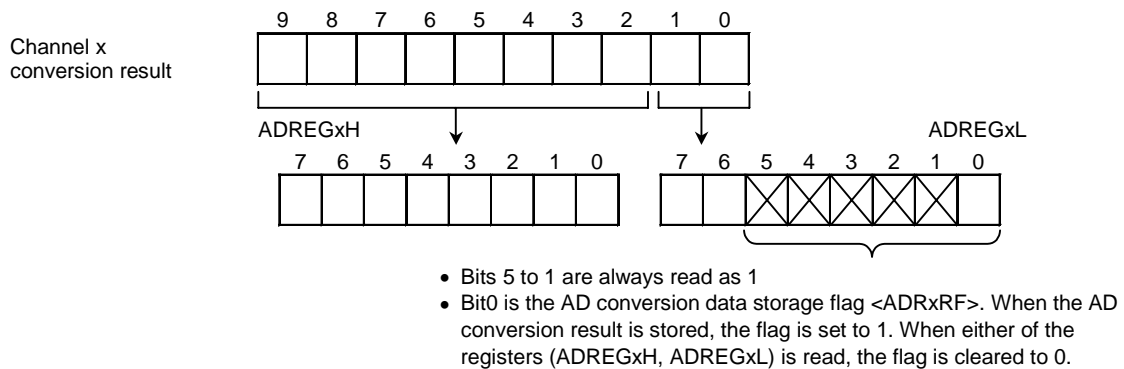 9 8 7 6 5 4 3 2 1 0
Channel x
conversion result
ADREGxH
ADREGxL
7 6 5 4 3 2 1 0
7 6 5 4 3 2 1 0
• Bits 5 to 1 are always read as 1
• Bit0 is the AD conversion data storage flag <ADRxRF>. When the AD
conversion result is stored, the flag is set to 1. When either of the
registers (ADREGxH, ADREGxL) is read, the flag is cleared to 0.